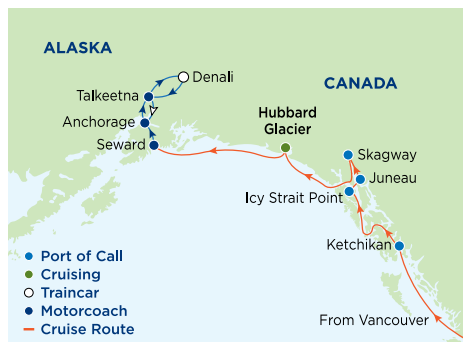 ALASKA
Denali
CANADA
Talkeetna
Hubbard
Glacier
Anchorage
Seward
Skagway
Juneau
Icy Strait Point
Ketchikan
Port of Call
Cruising
Traincar
Motorcoach
Cruise Route
From Vancouver